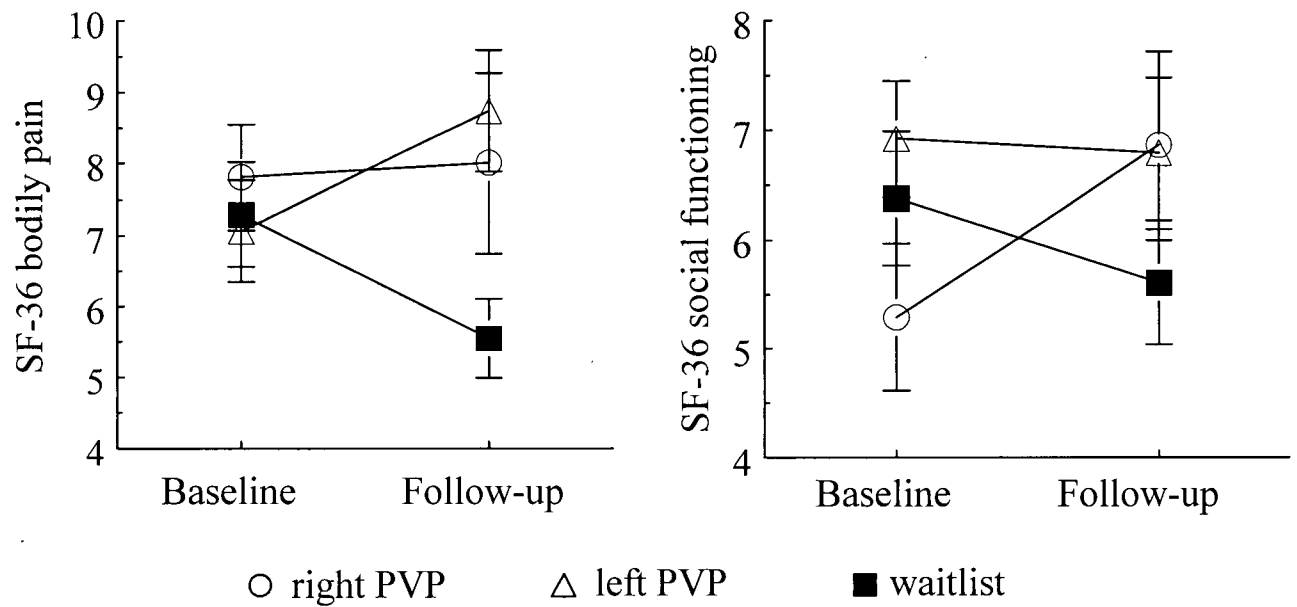 SF-36 bodily pain
10
9
8
7
6
5
4
Baseline
Follow-up
SF-36 social functioning
8
7
6
5
4
Baseline
Follow-up
right PVP
left PVP
waitlist